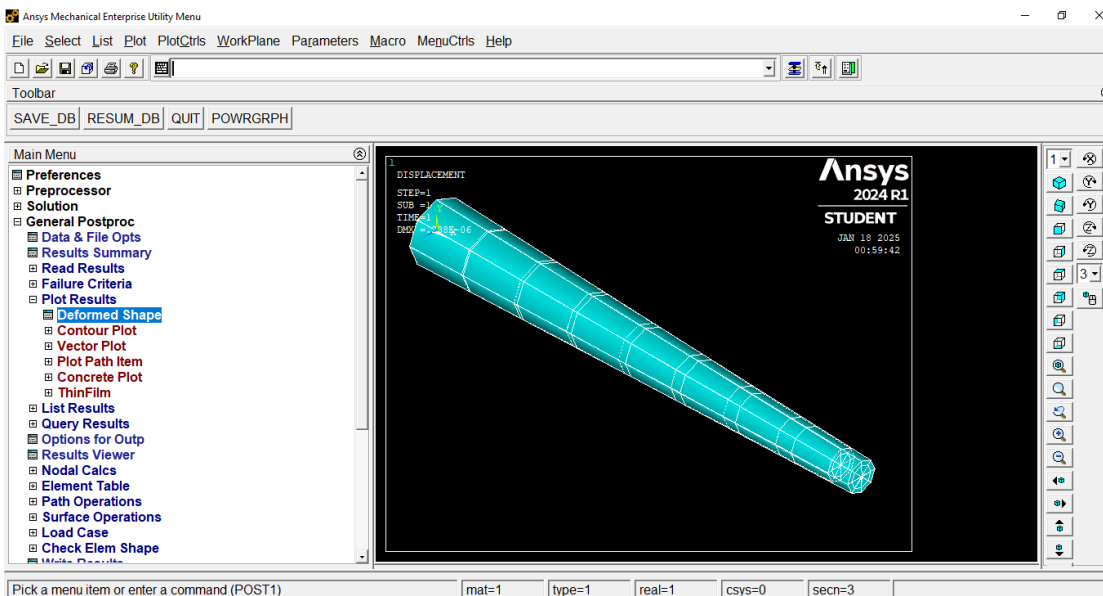 Ansys Mechanical Enterprise Utility Menu
File Select List Plot PlotCtrls WorkPlane Parameters Macro MenuCtrls Help
Toolbar
SAVE_DB RESUM_DB QUIT POWRGRPH
Main Menu
Preferences
Preprocessor
Solution
General Postproc
Data & File Opts
Results Summary
Read Results
Failure Criteria
Plot Results
Deformed Shape
Contour Plot
Vector Plot
Plot Path Item
Concrete Plot
ThinFilm
List Results
Query Results
Options for Outp
Results Viewer
Nodal Calcs
Element Table
Path Operations
Surface Operations
Load Case
Check Elem Shape
Write Results
1
DISPLACEMENT
STEP=1
SUB =1
TIME=1
DMX
Y
X
Ansys
2024 R1
STUDENT
JAN 18 2025
00:59:42
1
3
Pick a menu item or enter a command (POST1)
mat=1
type=1
real=1
csys=0
secn=3